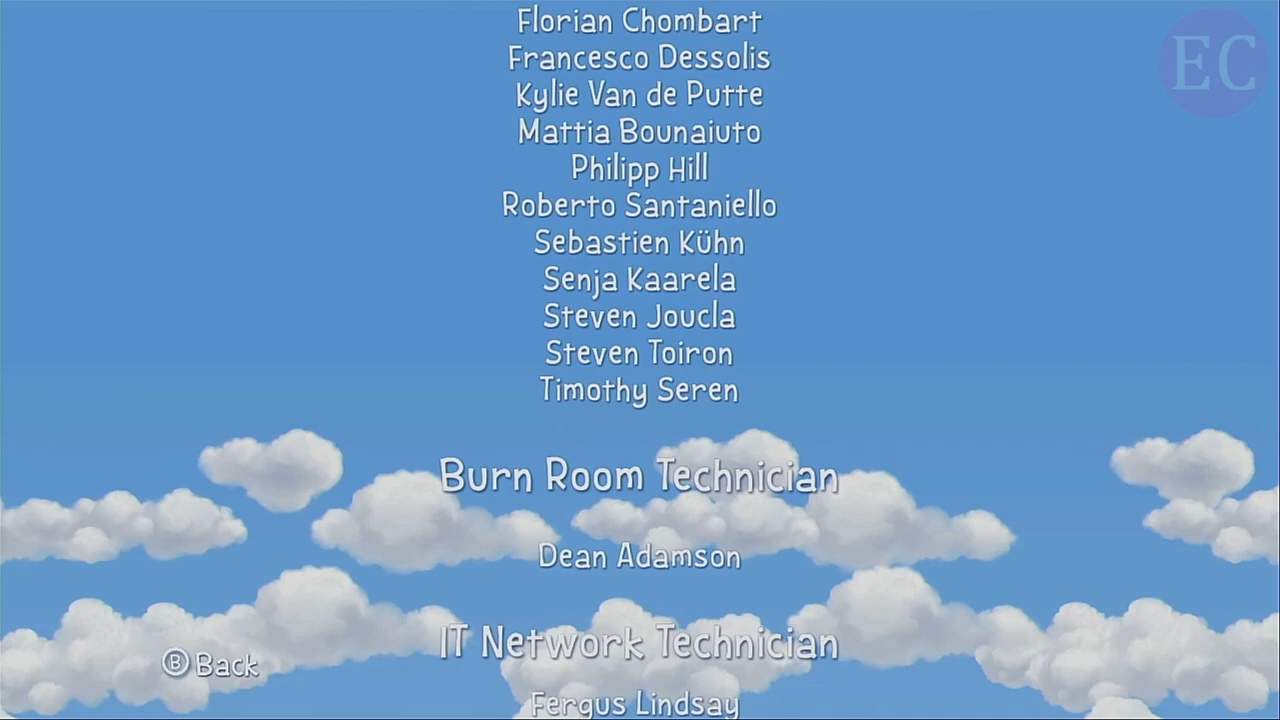 EC
Florian Chombart
Francesco Dessolis
Kylie Van de Putte
Mattia Bounaiuto
Philipp Hill
Roberto Santaniello
Sebastien Kühn
Senja Kaarela
Steven Joucla
Steven Toiron
Timothy Seren
Burn Room Technician
Dean Adamson
IT Network Technician
B Back
Fergus Lindsay